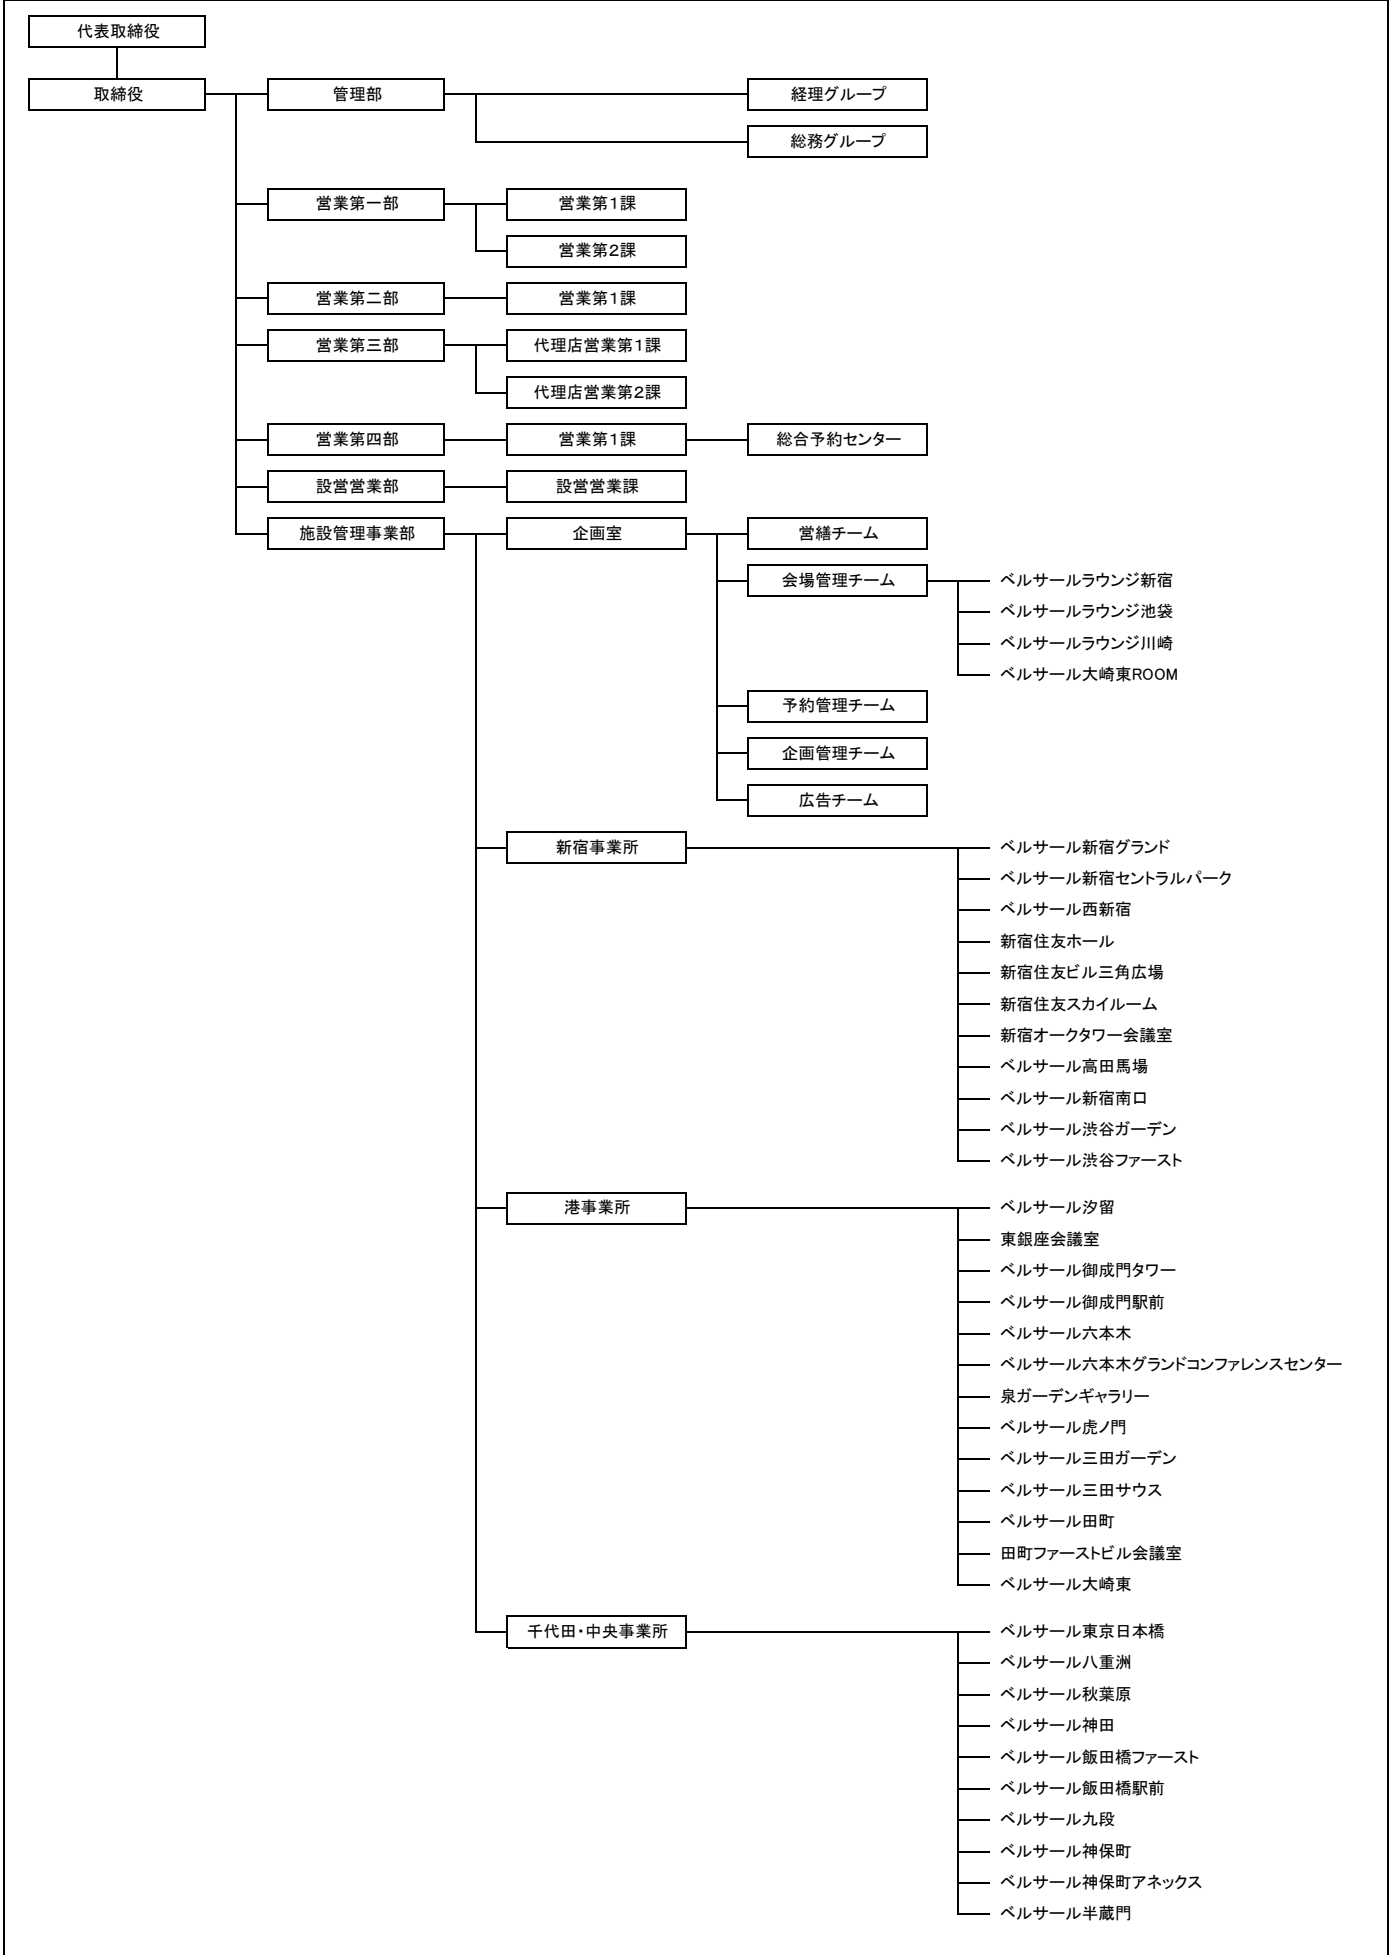 代表取締役
取締役
管理部
経理グループ
総務グループ
営業第一部
営業第1課
営業第2課
営業第二部
営業第1課
営業第三部
代理店営業第1課
代理店営業第2課
営業第四部
営業第1課
総合予約センター
設営営業部
設営営業課
施設管理事業部
企画室
営繕チーム
会場管理チーム
ベルサールラウンジ新宿
ベルサールラウンジ池袋
ベルサールラウンジ川崎
ベルサール大崎東ROOM
予約管理チーム
企画管理チーム
広告チーム
新宿事業所
ベルサール新宿グランド
ベルサール新宿セントラルパーク
ベルサール西新宿
新宿住友ホール
新宿住友ビル三角広場
新宿住友スカイルーム
新宿オークタワー会議室
ベルサール高田馬場
ベルサール新宿南口
ベルサール渋谷ガーデン
ベルサール渋谷ファースト
港事業所
ベルサール汐留
東銀座会議室
ベルサール御成門タワー
ベルサール御成門駅前
ベルサール六本木
ベルサール六本木グランドコンファレンスセンター
泉ガーデンギャラリー
ベルサール虎ノ門
ベルサール三田ガーデン
ベルサール三田サウス
ベルサール田町
田町ファーストビル会議室
ベルサール大崎東
千代田・中央事業所
ベルサール東京日本橋
ベルサール八重洲
ベルサール秋葉原
ベルサール神田
ベルサール飯田橋ファースト
ベルサール飯田橋駅前
ベルサール九段
ベルサール神保町
ベルサール神保町アネックス
ベルサール半蔵門